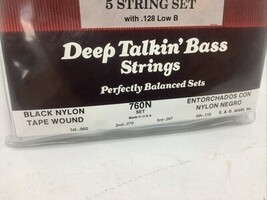 5 STRING SET
with .128 Low B
Deep Talkin' Bass
Strings
Perfectly Balanced Sets
BLACK NYLON
TAPE WOUND
760N
SET
Made in U.S.A.
ENTORCHADOS CON
NYLON NEGRO